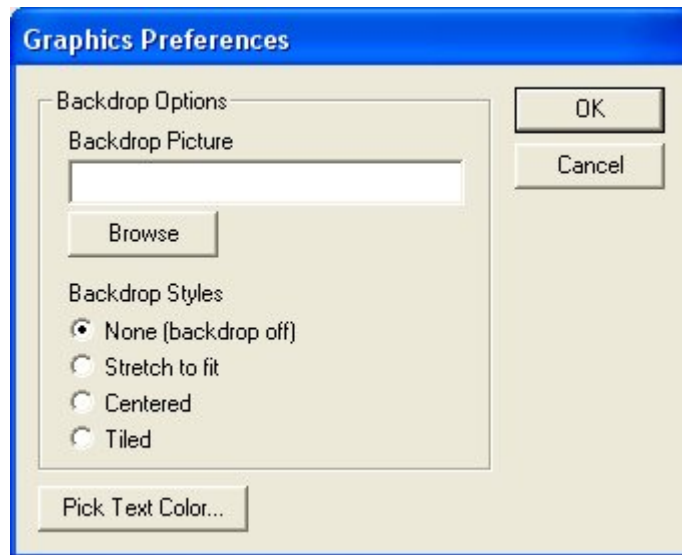 Graphics Preferences
Backdrop Options
OK
Backdrop Picture
Cancel
Browse
Backdrop Styles
None (backdrop off)
Stretch to fit
Centered
Tiled
Pick Text Color...